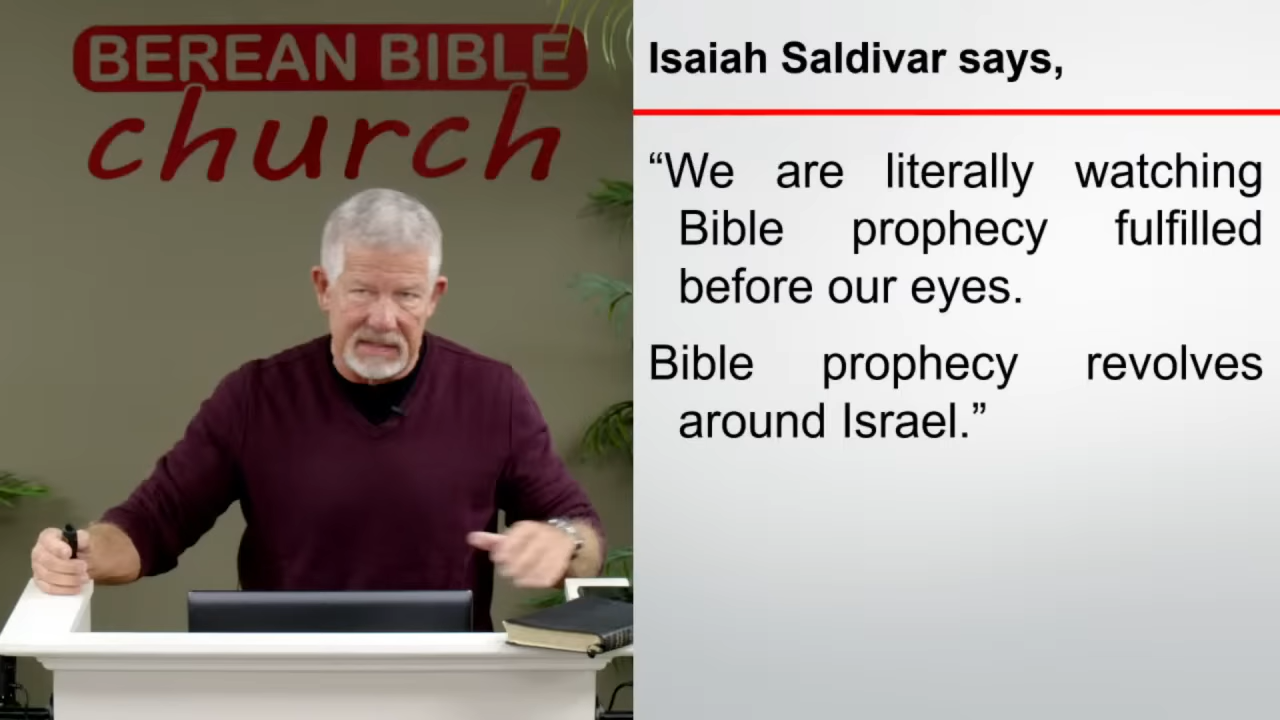 BEREAN BIBLE
church
Isaiah Saldivar says,
“We are literally watching
Bible prophecy fulfilled
before our eyes.
Bible prophecy revolves
around Israel.”